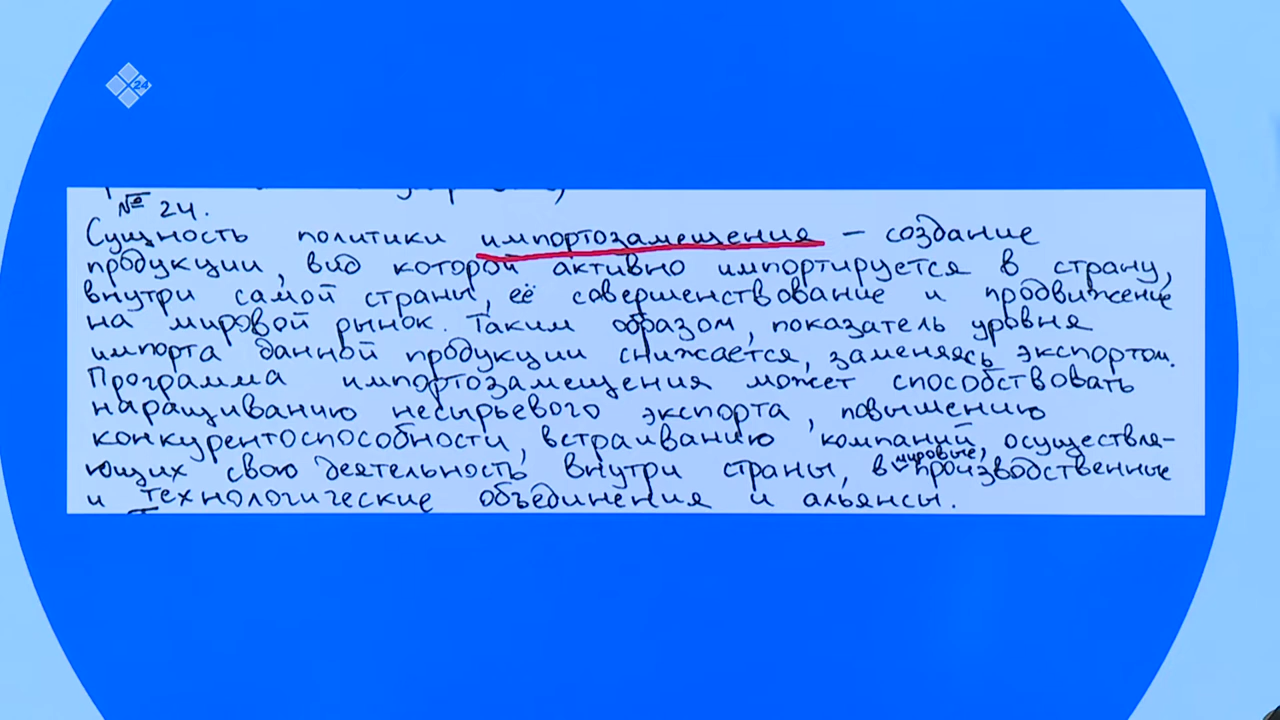 24
№ 24.
Сущность политики импортозамещения – создание
продукции, вид которой активно импортируется в страну,
внутри самой страны, её совершенствование и продвижение
на мировой рынок. Таким образом, показатель уровня
импорта данной продукции снижается, заменяясь экспортом.
Программа импортозамещения может способствовать
наращиванию несырьевого экспорта, повышению
конкурентоспособности, встраиванию компаний, осуществля-
ющих свою деятельность внутри страны, в мировые, производственные
и технологические объединения и альянсы.